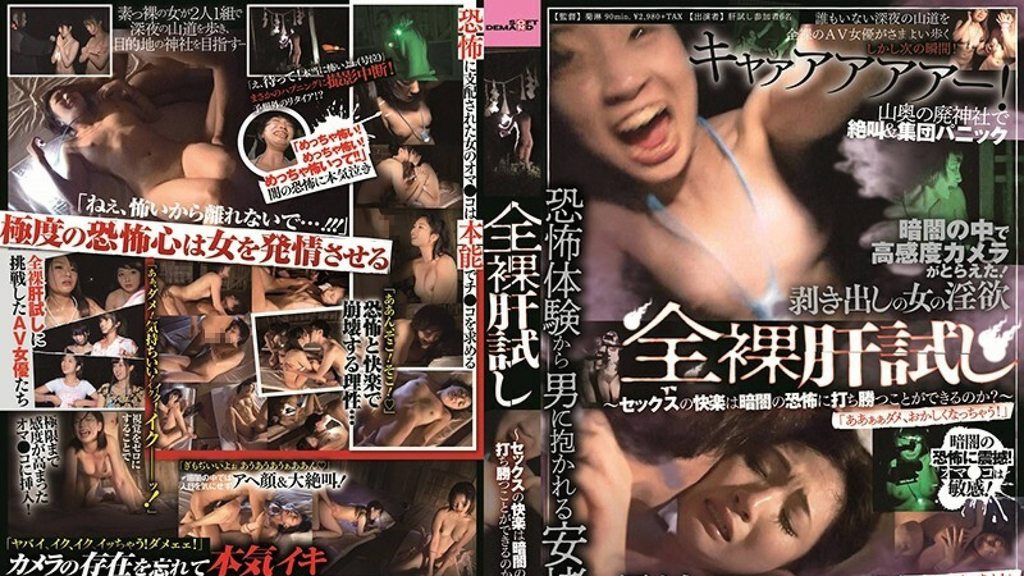 素っ裸の女が2人1組で
深夜の山道を歩き、
目的地の神社を目指す…
まさかのハプニングに撮影中断!
「めっちゃ怖い!
めっちゃ怖い!
めっちゃ怖いって!!」
闇の恐怖に本気泣き
「ねぇ、怖いから離れないで…!!!」
極度の恐怖心は女を発情させる
全裸肝試しに
挑戦したAV女優たち
恐怖と快楽で
崩壊する理性…
極限まで
感度が高まった
オマ●コに挿入!
アヘ顔&大絶叫!
「ヤバイ、イク、イク、イッちゃう!ダメェェ!」
カメラの存在を忘れて本気イキ
恐怖に支配された女のオマ●コは本能でチ●コを求める
SOFT
DEMAND
全裸肝試し
~セックスの快楽は暗闇の恐怖に
打ち勝つことができるのか
【監督】菊淋 90min. ¥2,980+TAX 【出演者】肝試し参加者6名
誰もいない深夜の山道を
全裸のAV女優がさまよい歩く
しかし次の瞬間!
キャァアアアアー!
山奥の廃神社で
絶叫&集団パニック
暗闇の中で
高感度カメラ
がとらえた!
剥き出しの女の淫欲
恐怖体験から男に抱かれる安堵
全裸肝試し
~セックスの快楽は暗闇の恐怖に打ち勝つことができるのか?~
「ああぁぁダメ、おかしくなっちゃう!」
暗闇の
恐怖に震撼!
敏感!